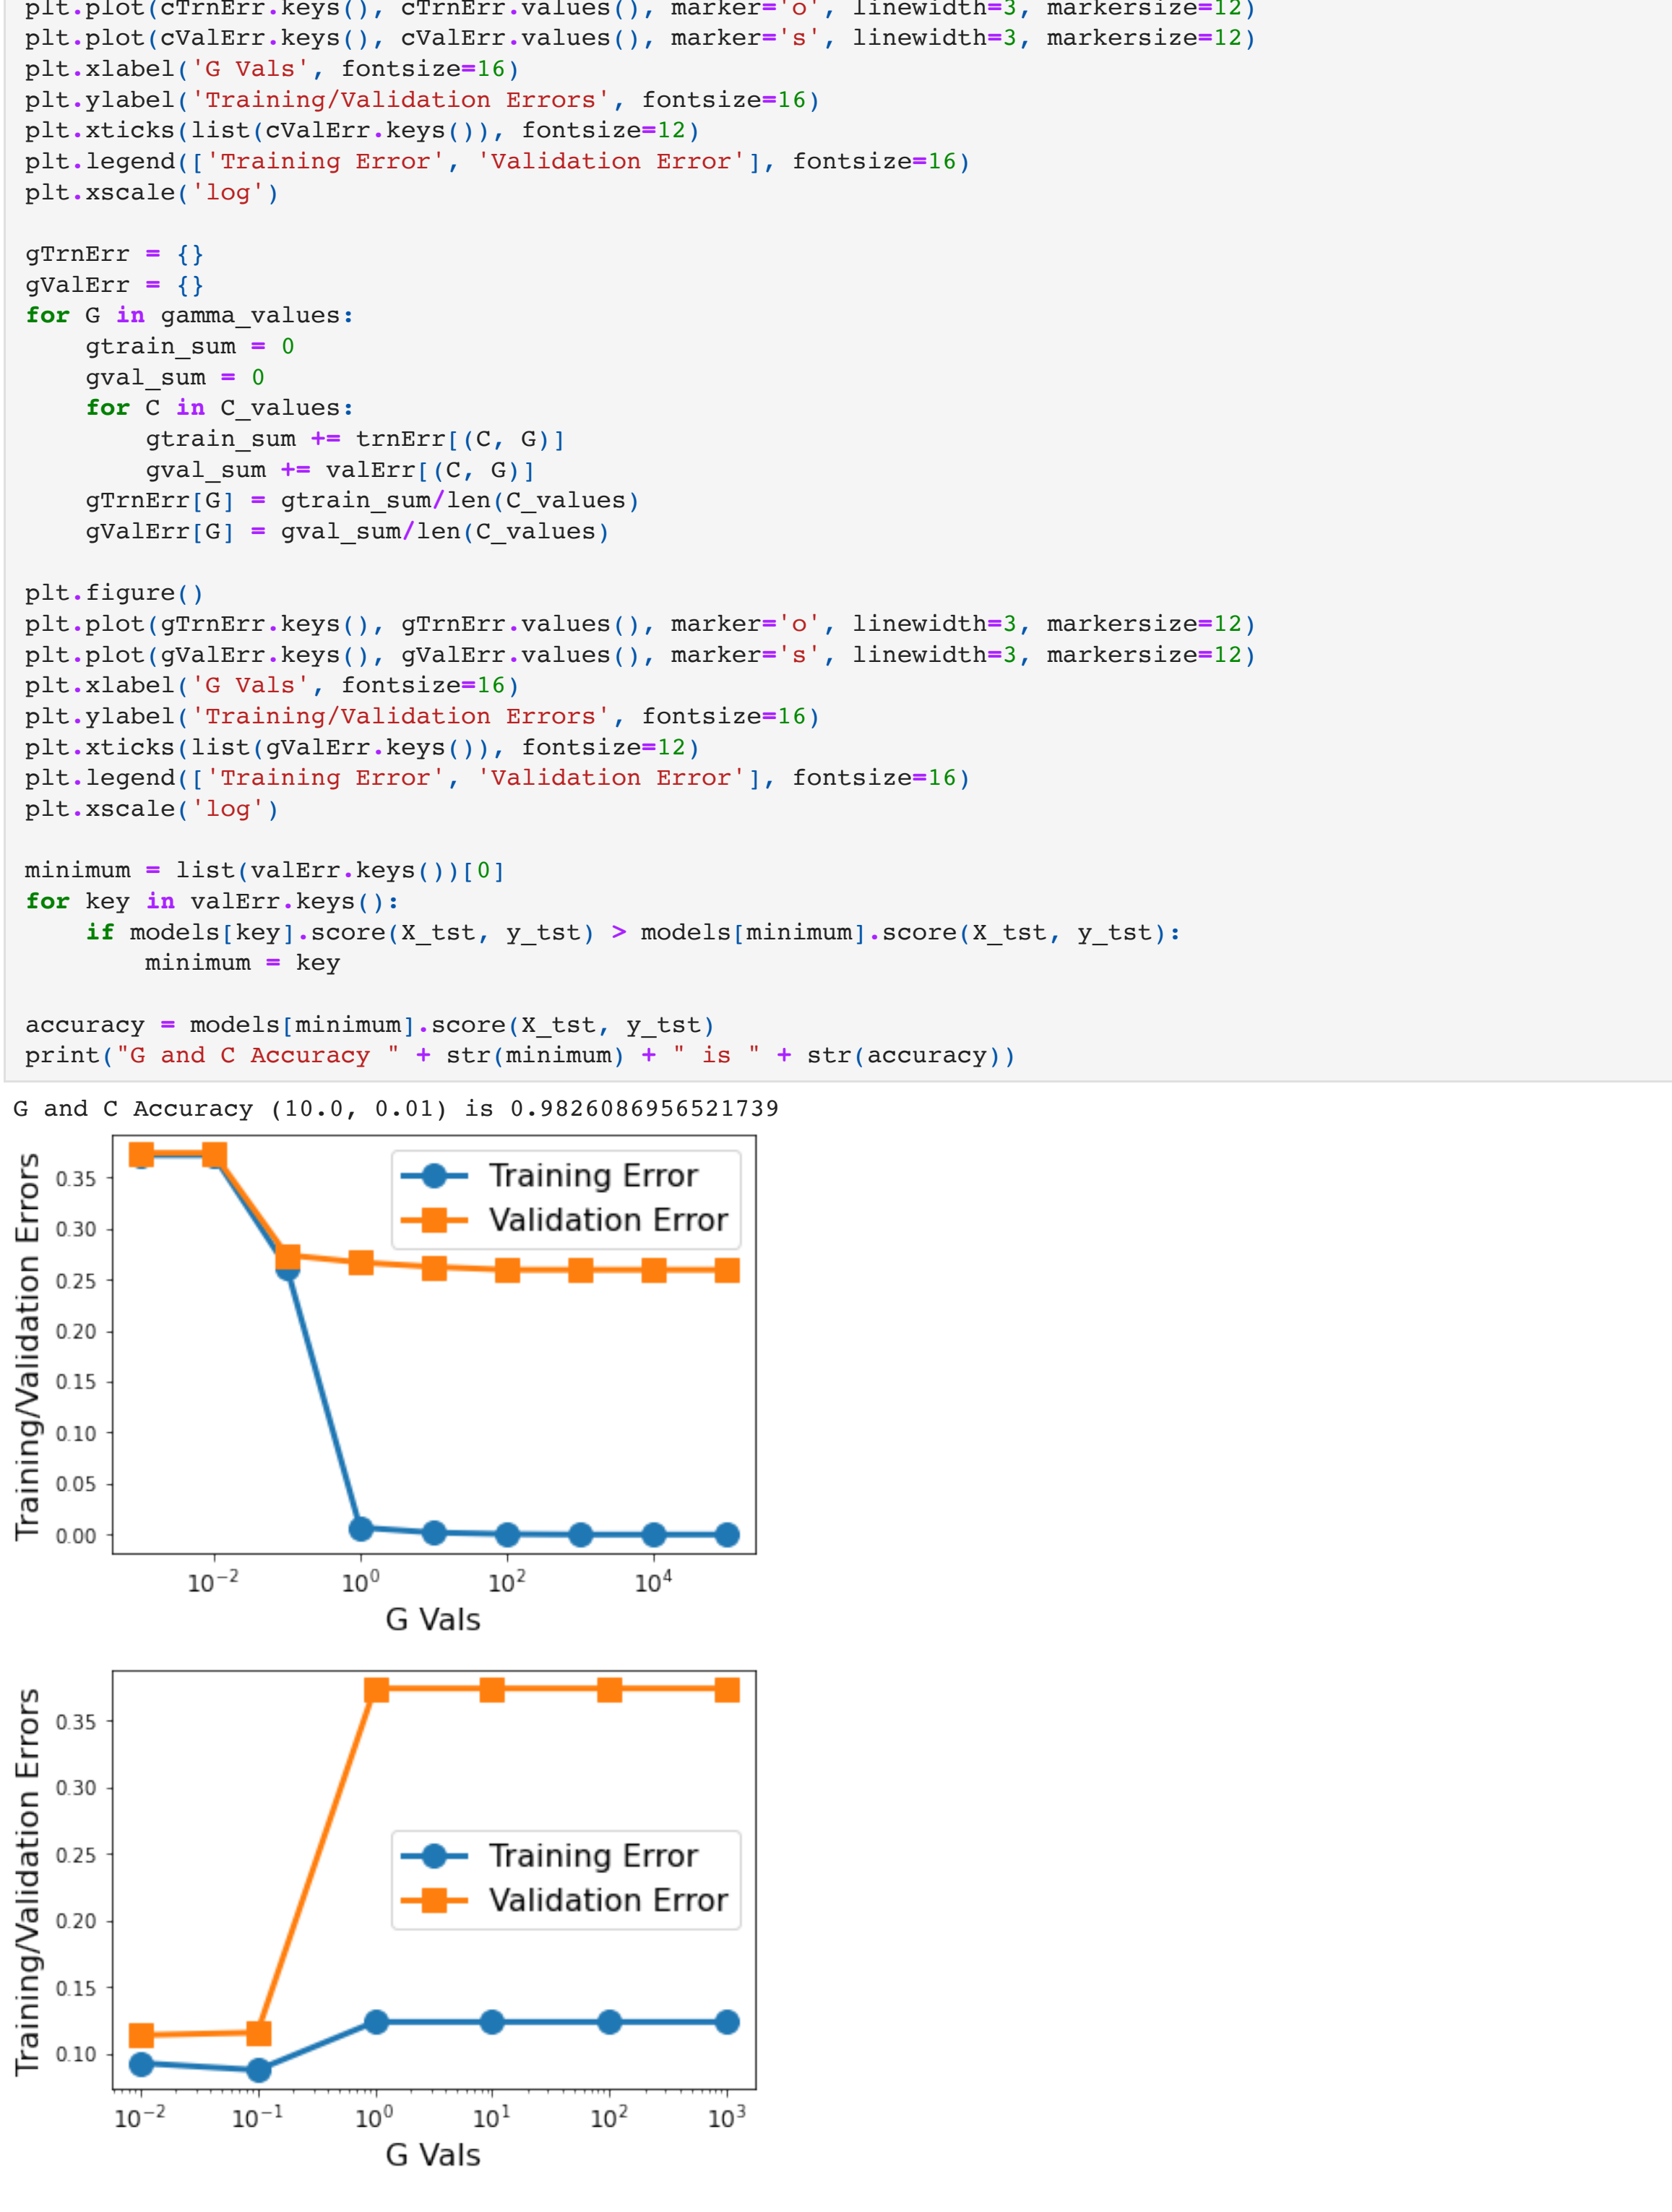 plt.plot(cTrnErr.keys(), cTrnErr.values(), marker='o', linewidth=3, markersize=12)
plt.plot(cValErr.keys(), cValErr.values(), marker='s', linewidth=3, markersize=12)
plt.xlabel('G Vals', fontsize=16)
plt.ylabel('Training/Validation Errors', fontsize=16)
plt.xticks(list(cValErr.keys()), fontsize=12)
plt.legend(['Training Error', 'Validation Error'], fontsize=16)
plt.xscale('log')
gTrnErr = {}
gValErr = {}
for G in gamma_values:
    gtrain_sum = 0
    gval_sum = 0
    for C in C_values:
        gtrain_sum += trnErr[(C, G)]
        gval_sum += valErr[(C, G)]
    gTrnErr[G] = gtrain_sum/len(C_values)
    gValErr[G] = gval_sum/len(C_values)
plt.figure()
plt.plot(gTrnErr.keys(), gTrnErr.values(), marker='o', linewidth=3, markersize=12)
plt.plot(gValErr.keys(), gValErr.values(), marker='s', linewidth=3, markersize=12)
plt.xlabel('G Vals', fontsize=16)
plt.ylabel('Training/Validation Errors', fontsize=16)
plt.xticks(list(gValErr.keys()), fontsize=12)
plt.legend(['Training Error', 'Validation Error'], fontsize=16)
plt.xscale('log')
minimum = list(valErr.keys())[0]
for key in valErr.keys():
    if models[key].score(X_tst, y_tst) > models[minimum].score(X_tst, y_tst):
        minimum = key
accuracy = models[minimum].score(X_tst, y_tst)
print("G and C Accuracy " + str(minimum) + " is " + str(accuracy))
G and C Accuracy (10.0, 0.01) is 0.9826086956521739
Training/Validation Errors
0.35
0.30
0.25
0.20
0.15
0.10
0.05
0.00
Training Error
Validation Error
10⁻² 10⁰ 10² 10⁴
G Vals
Training/Validation Errors
0.35
0.30
0.25
0.20
0.15
0.10
Training Error
Validation Error
10⁻² 10⁻¹ 10⁰ 10¹ 10² 10³
G Vals